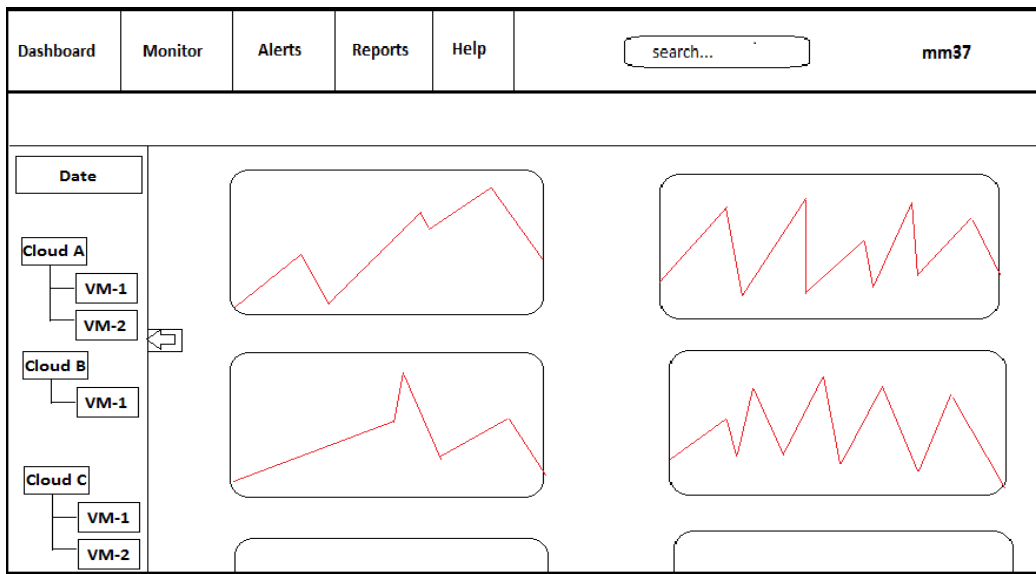 Dashboard
Monitor
Alerts
Reports
Help
search...
mm37
Date
Cloud A
VM-1
VM-2
Cloud B
VM-1
Cloud C
VM-1
VM-2